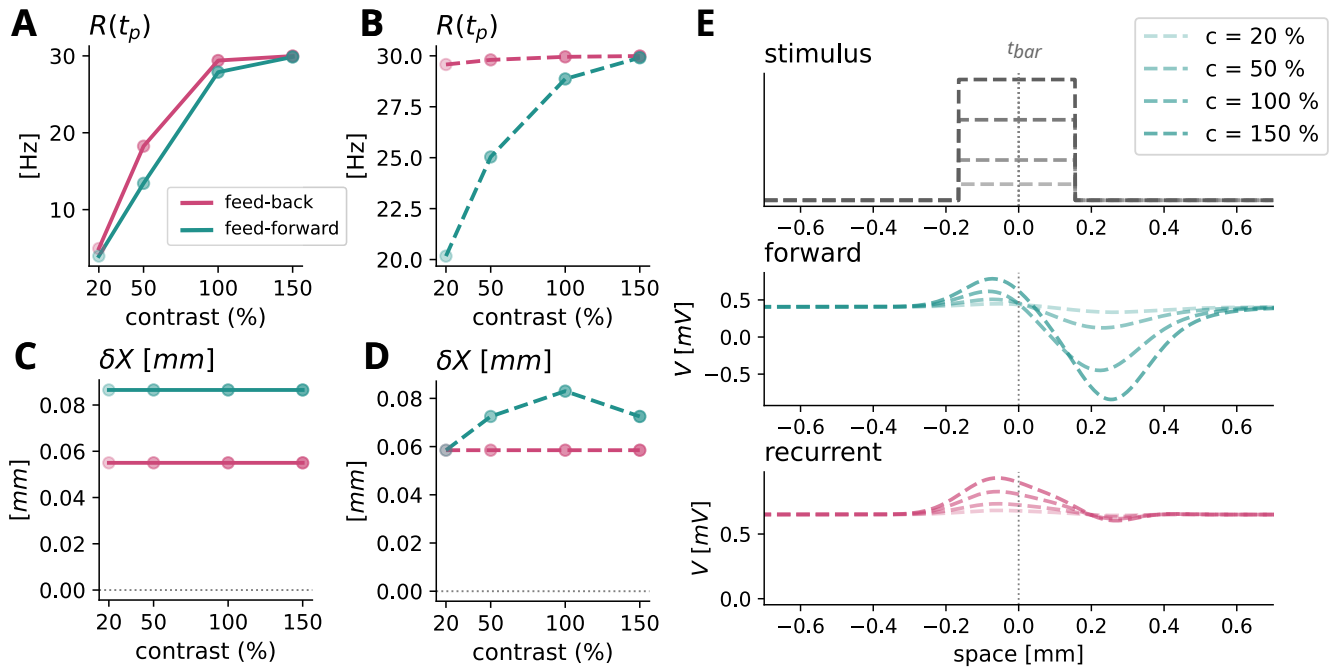 A
R(t_p)
[Hz]
30
20
10
feed-back
feed-forward
20 50 100 150
contrast (%)
B
R(t_p)
30.0
27.5
25.0
22.5
20.0
20 50 100 150
contrast (%)
C
δX [mm]
[mm]
0.08
0.06
0.04
0.02
0.00
20 50 100 150
contrast (%)
D
δX [mm]
0.08
0.06
0.04
0.02
0.00
20 50 100 150
contrast (%)
E
stimulus
t_bar
c = 20 %
c = 50 %
c = 100 %
c = 150 %
−0.6 −0.4 −0.2 0.0 0.2 0.4 0.6
forward
V [mV]
0.5
0.0
−0.5
−0.6 −0.4 −0.2 0.0 0.2 0.4 0.6
recurrent
V [mV]
0.5
0.0
−0.6 −0.4 −0.2 0.0 0.2 0.4 0.6
space [mm]